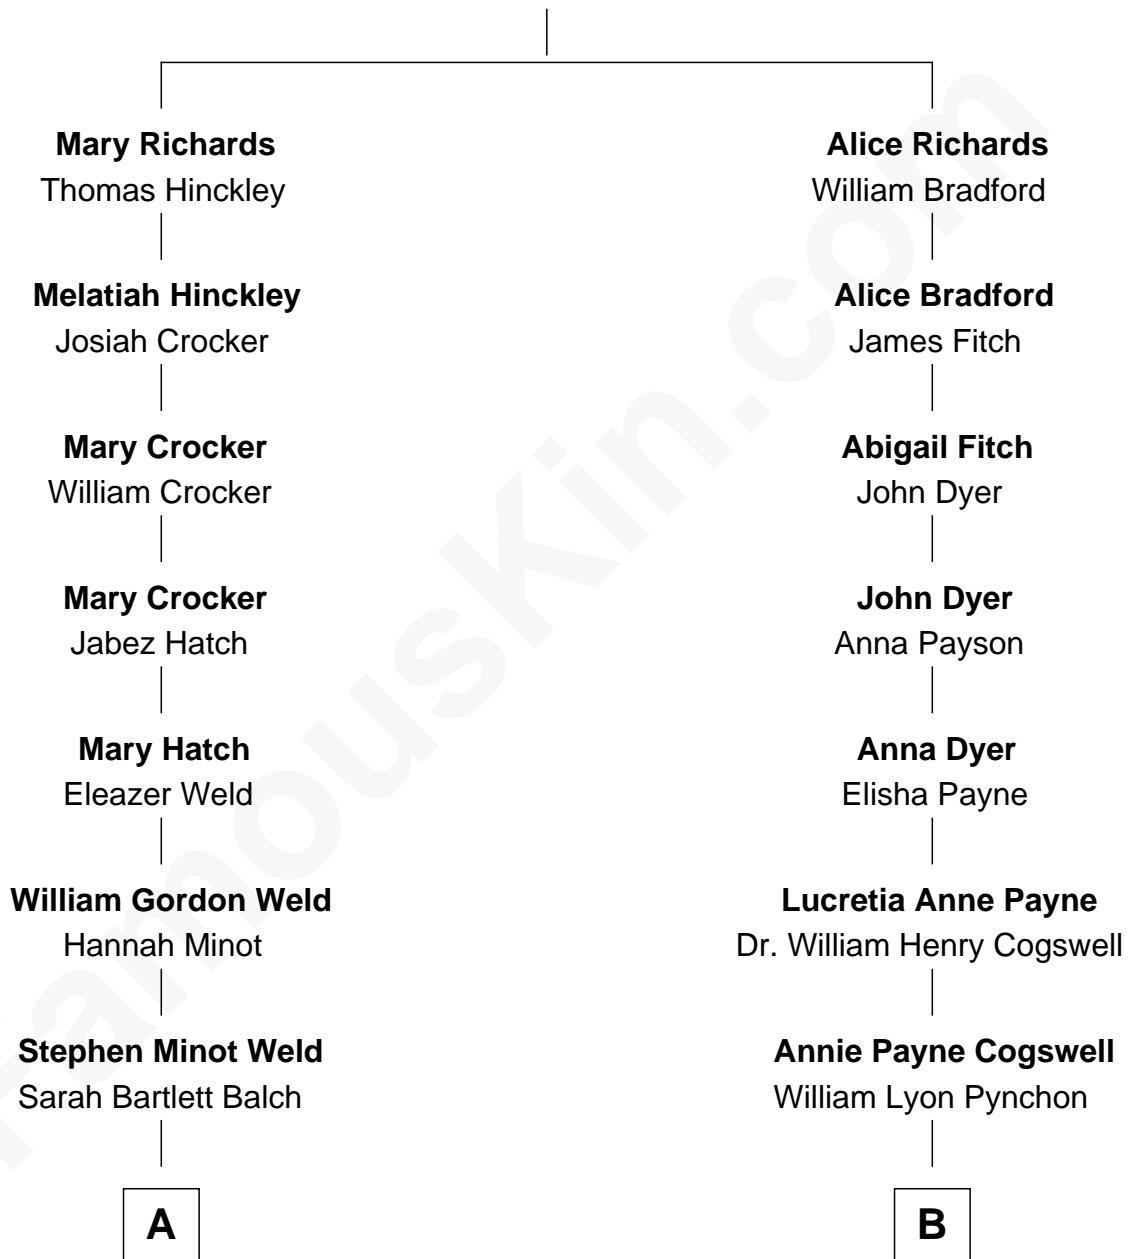 Mary Richards
Thomas Hinckley
Melatiah Hinckley
Josiah Crocker
Mary Crocker
William Crocker
Mary Crocker
Jabez Hatch
Mary Hatch
Eleazer Weld
William Gordon Weld
Hannah Minot
Stephen Minot Weld
Sarah Bartlett Balch
A
Alice Richards
William Bradford
Alice Bradford
James Fitch
Abigail Fitch
John Dyer
John Dyer
Anna Payson
Anna Dyer
Elisha Payne
Lucretia Anne Payne
Dr. William Henry Cogswell
Annie Payne Cogswell
William Lyon Pynchon
B
FamousKin.com